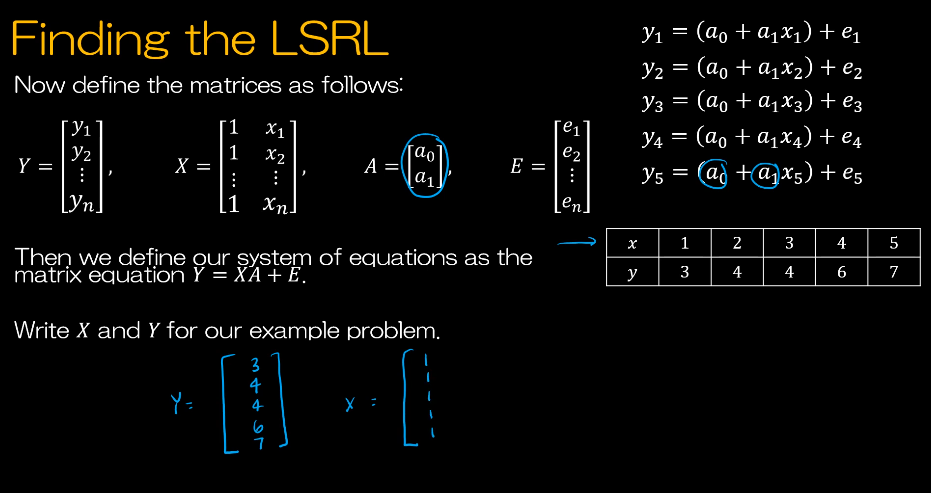 Finding the LSRL
Now define the matrices as follows:
Y = [y₁ y₂ ⋮ yₙ], X = [1 x₁ 1 x₂ ⋮ ⋮ 1 xₙ], A = [a₀ a₁], E = [e₁ e₂ ⋮ eₙ]
Then we define our system of equations as the
matrix equation Y = XA + E.
Write X and Y for our example problem.
Y= [3 4 4 6 7] X = [1 1 1 1 1
y₁ = (a₀ + a₁x₁) + e₁
y₂ = (a₀ + a₁x₂) + e₂
y₃ = (a₀ + a₁x₃) + e₃
y₄ = (a₀ + a₁x₄) + e₄
y₅ = (a₀ + a₁x₅) + e₅
→ x 1 2 3 4 5
y 3 4 4 6 7